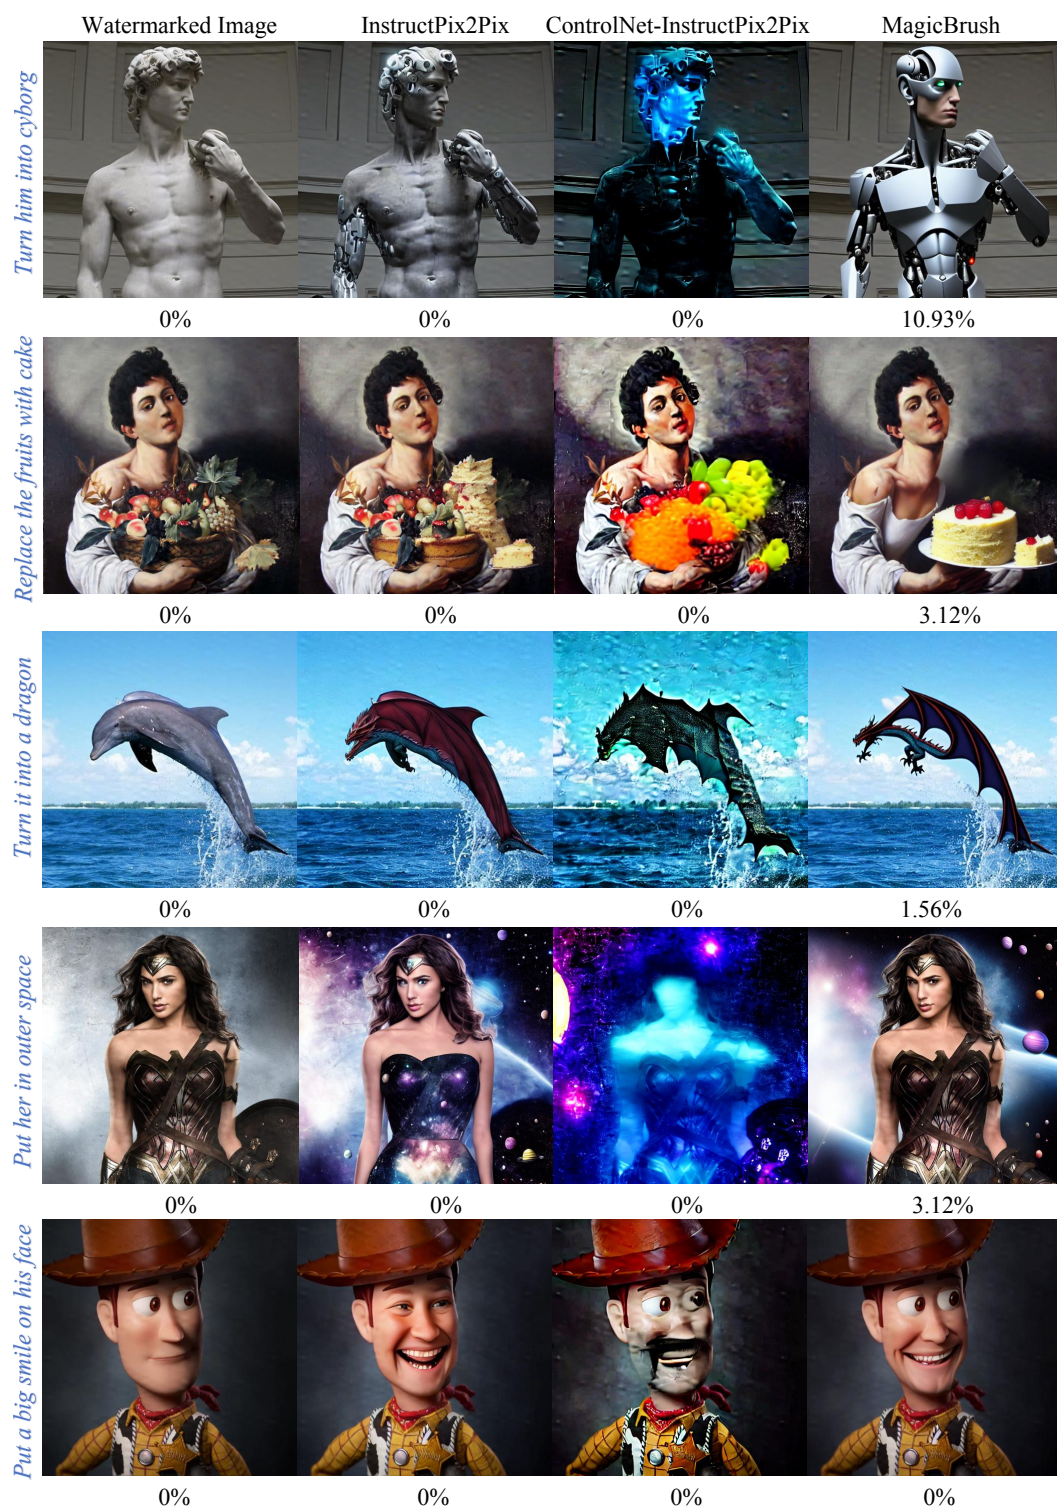 Watermarked Image InstructPix2Pix ControlNet-InstructPix2Pix MagicBrush
Turn him into cyborg
0% 0% 0% 10.93%
Replace the fruits with cake
0% 0% 0% 3.12%
Turn it into a dragon
0% 0% 0% 1.56%
Put her in outer space
0% 0% 0% 3.12%
Put a big smile on his face
0% 0% 0% 0%